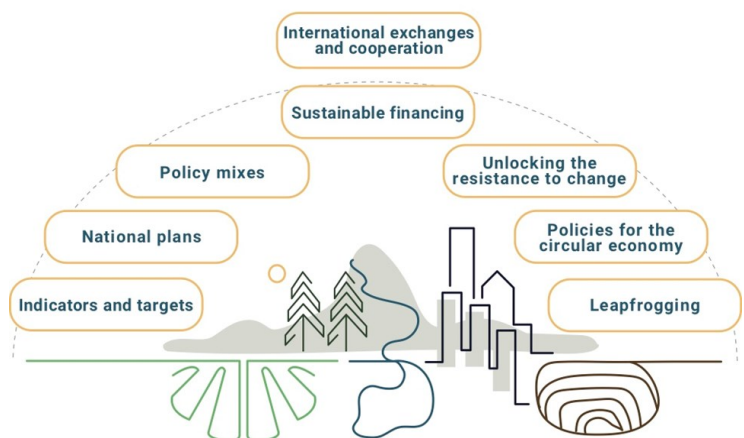 International exchanges
and cooperation
Sustainable financing
Policy mixes
Unlocking the
resistance to change
National plans
Policies for the
circular economy
Indicators and targets
Leapfrogging